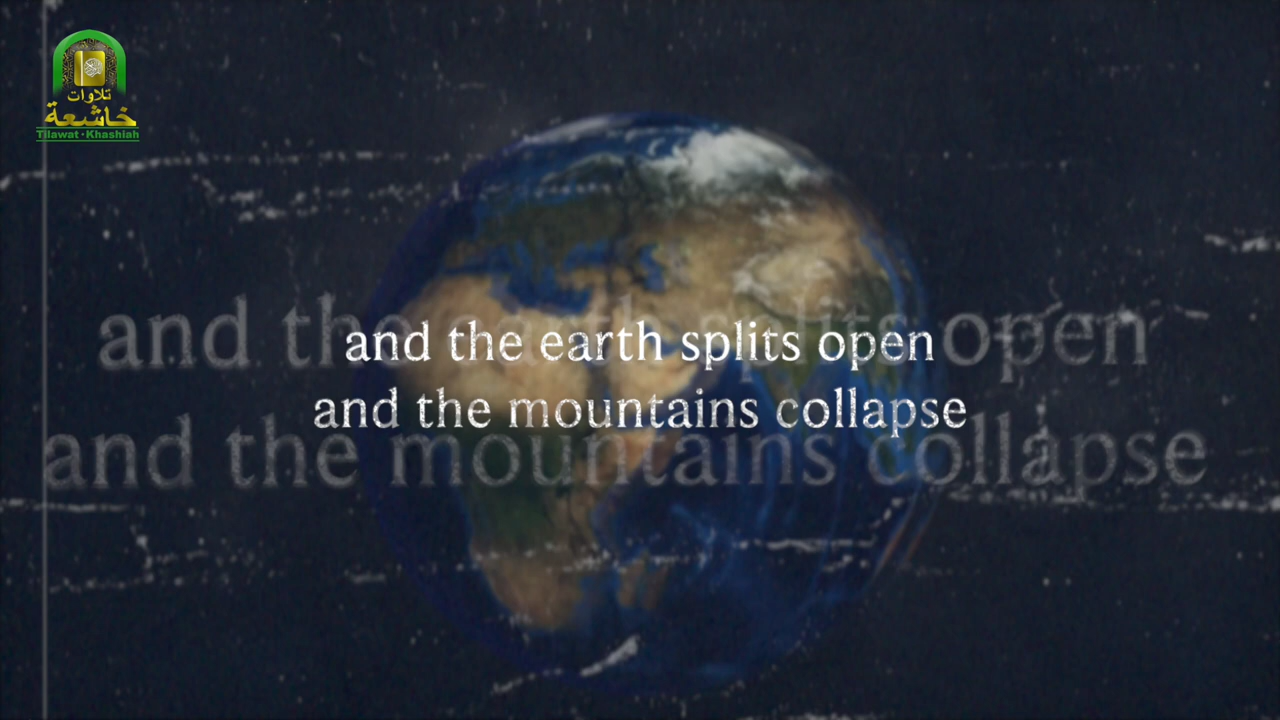 تلاوات
خاشعة
Tilawat·Khashiah
and the earth splits open
and the mountains collapse
and the earth splits open
and the mountains collapse